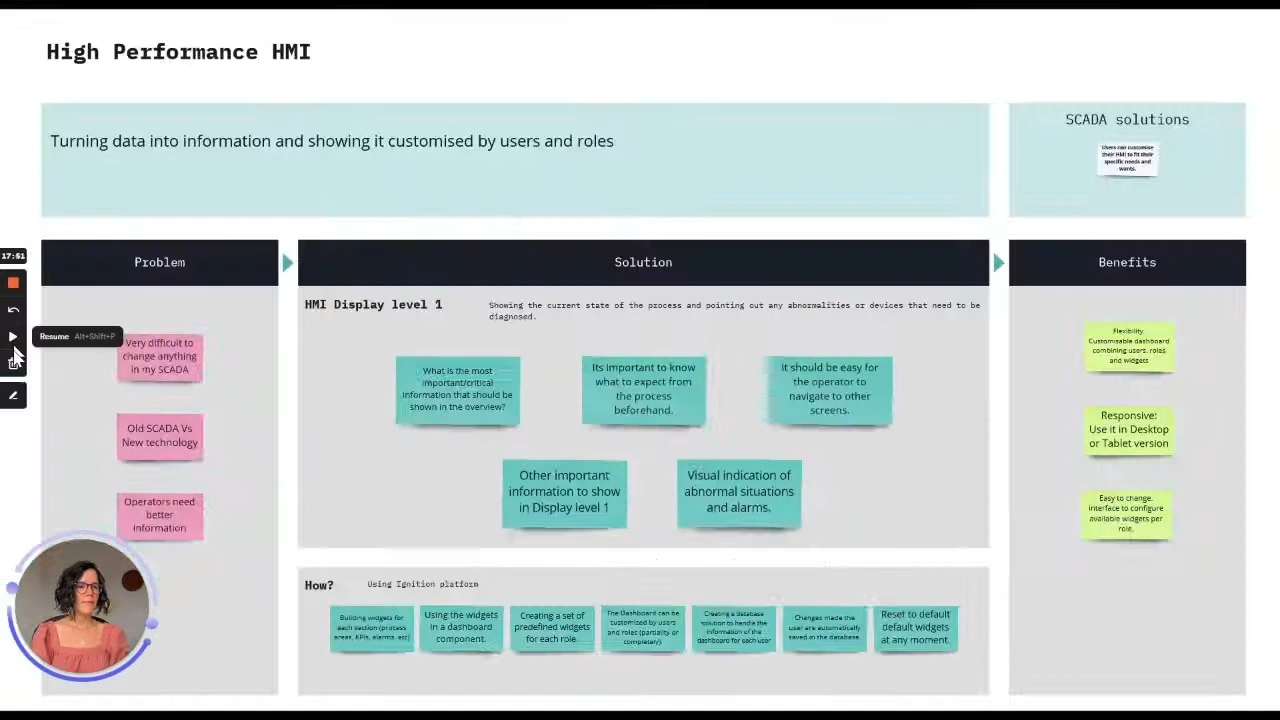 High Performance HMI
Turning data into information and showing it customised by users and roles
SCADA solutions
Users can customise
their HMI to fit their
specific needs and
wants.
17:51
Resume Alt+Shift+P
Problem
Very difficult to
change anything
in my SCADA
Old SCADA Vs
New technology
Operators need
better
information
Solution
HMI Display level 1
Showing the current state of the process and pointing out any abnormalities or devices that need to be
diagnosed.
What is the most
important/critical
information that should be
shown in the overview?
Its important to know
what to expect from
the process
beforehand.
It should be easy for
the operator to
navigate to other
screens.
Other important
information to show
in Display level 1
Visual indication of
abnormal situations
and alarms.
How?
Using Ignition platform
Building widgets for
each section (process
areas, KPIs, alarms, etc)
Using the widgets
in a dashboard
component.
Creating a set of
predefined widgets
for each role.
The Dashboard can be
customized by users
and roles (partiality or
completely).
Creating a database
solution to handle the
information of the
dashboard for each user
Changes made the
user are automatically
saved in the database
Reset to default
default widgets
at any moment.
Benefits
Flexibility:
Customisable dashboard
combining users, roles
and widgets
Responsive:
Use it in Desktop
or Tablet version
Easy to change,
interface to configure
available widgets per
role.